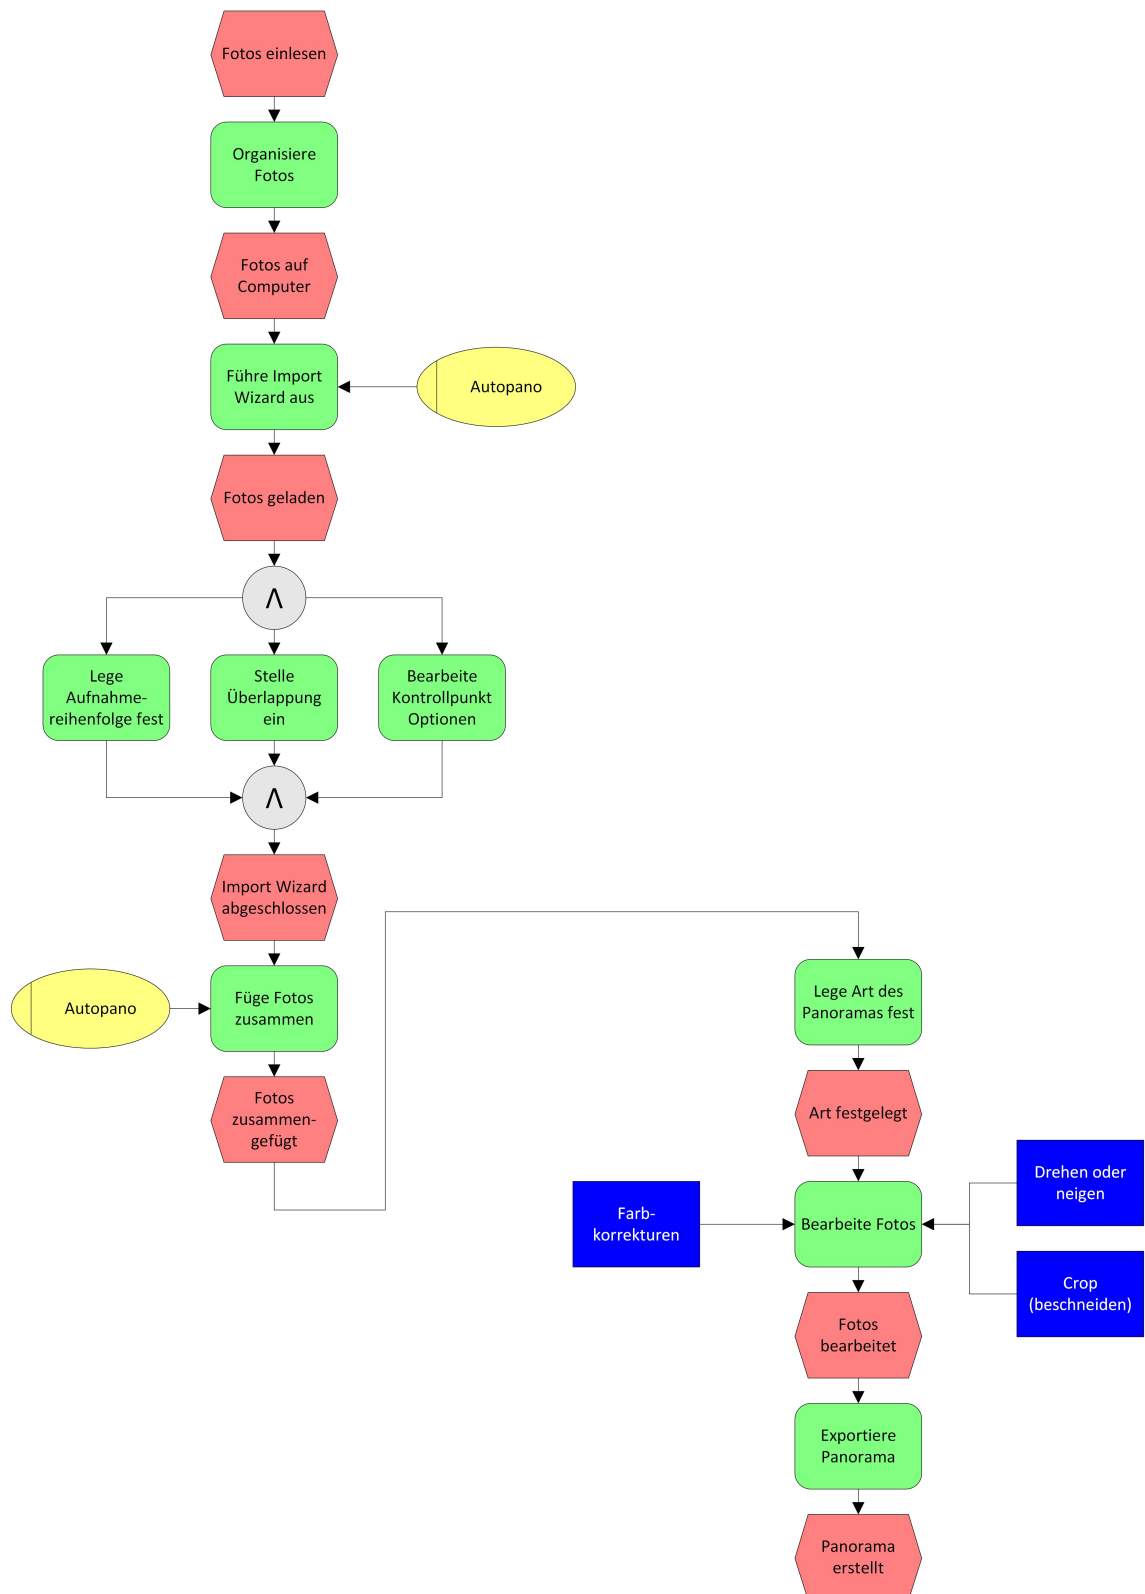 Fotos einlesen
Organisiere
Fotos
Fotos auf
Computer
Führe Import
Wizard aus
Autopano
Fotos geladen
Λ
Lege
Aufnahme-
reihenfolge fest
Stelle
Überlappung
ein
Bearbeite
Kontrollpunkt
Optionen
Λ
Import Wizard
abgeschlossen
Autopano
Füge Fotos
zusammen
Fotos
zusammen-
gefügt
Lege Art des
Panoramas fest
Art festgelegt
Farb-
korrekturen
Bearbeite Fotos
Drehen oder
neigen
Crop
(beschneiden)
Fotos
bearbeitet
Exportiere
Panorama
Panorama
erstellt